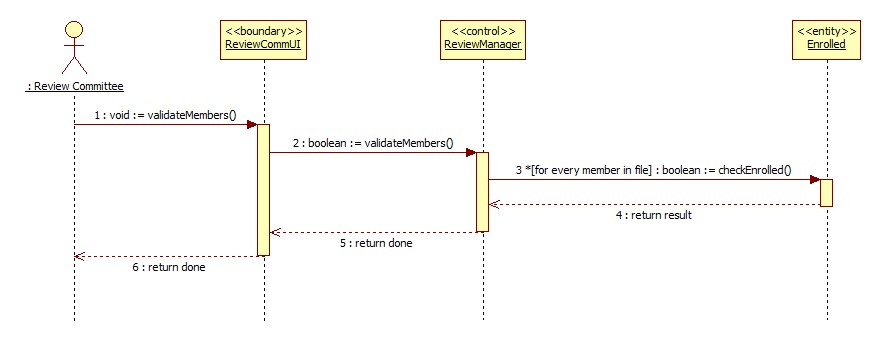 <<boundary>>
ReviewCommUI
<<control>>
ReviewManager
<<entity>>
Enrolled
: Review Committee
1 : void := validateMembers()
2 : boolean := validateMembers()
3 *[for every member in file] : boolean := checkEnrolled()
4 : return result
5 : return done
6 : return done